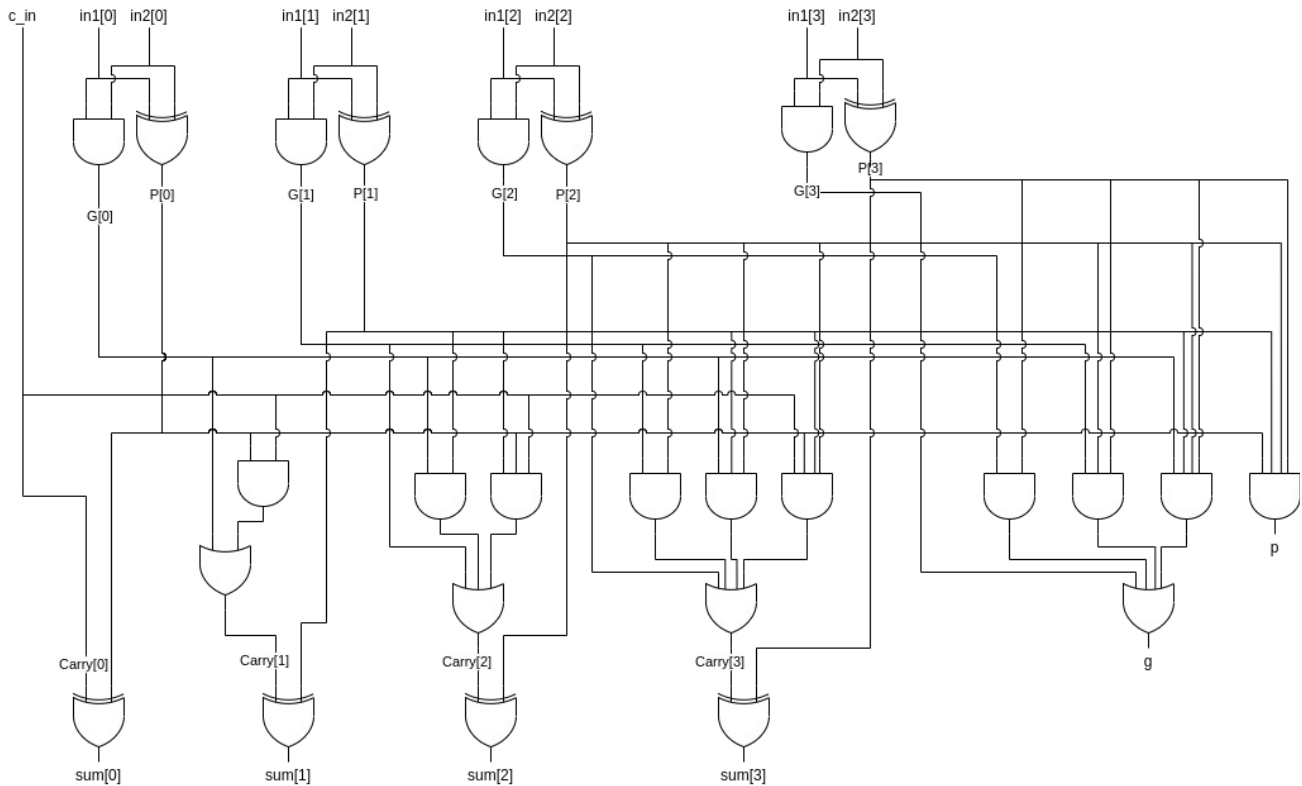 c_in in1[0] in2[0] in1[1] in2[1] in1[2] in2[2] in1[3] in2[3]
P[3]
G[0] P[0] G[1] P[1] G[2] P[2] G[3]
p
g
Carry[0] Carry[1] Carry[2] Carry[3]
sum[0] sum[1] sum[2] sum[3]